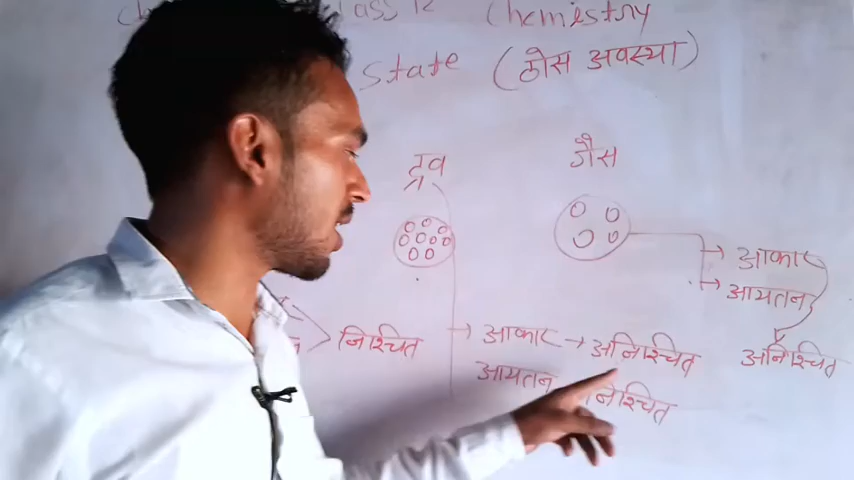 Class 12 Chemistry
State (ठोस अवस्था)
द्रव
गैस
आकार
आयतन
निश्चित
आकार → अनिश्चित
अनिश्चित
आयतन
निश्चित